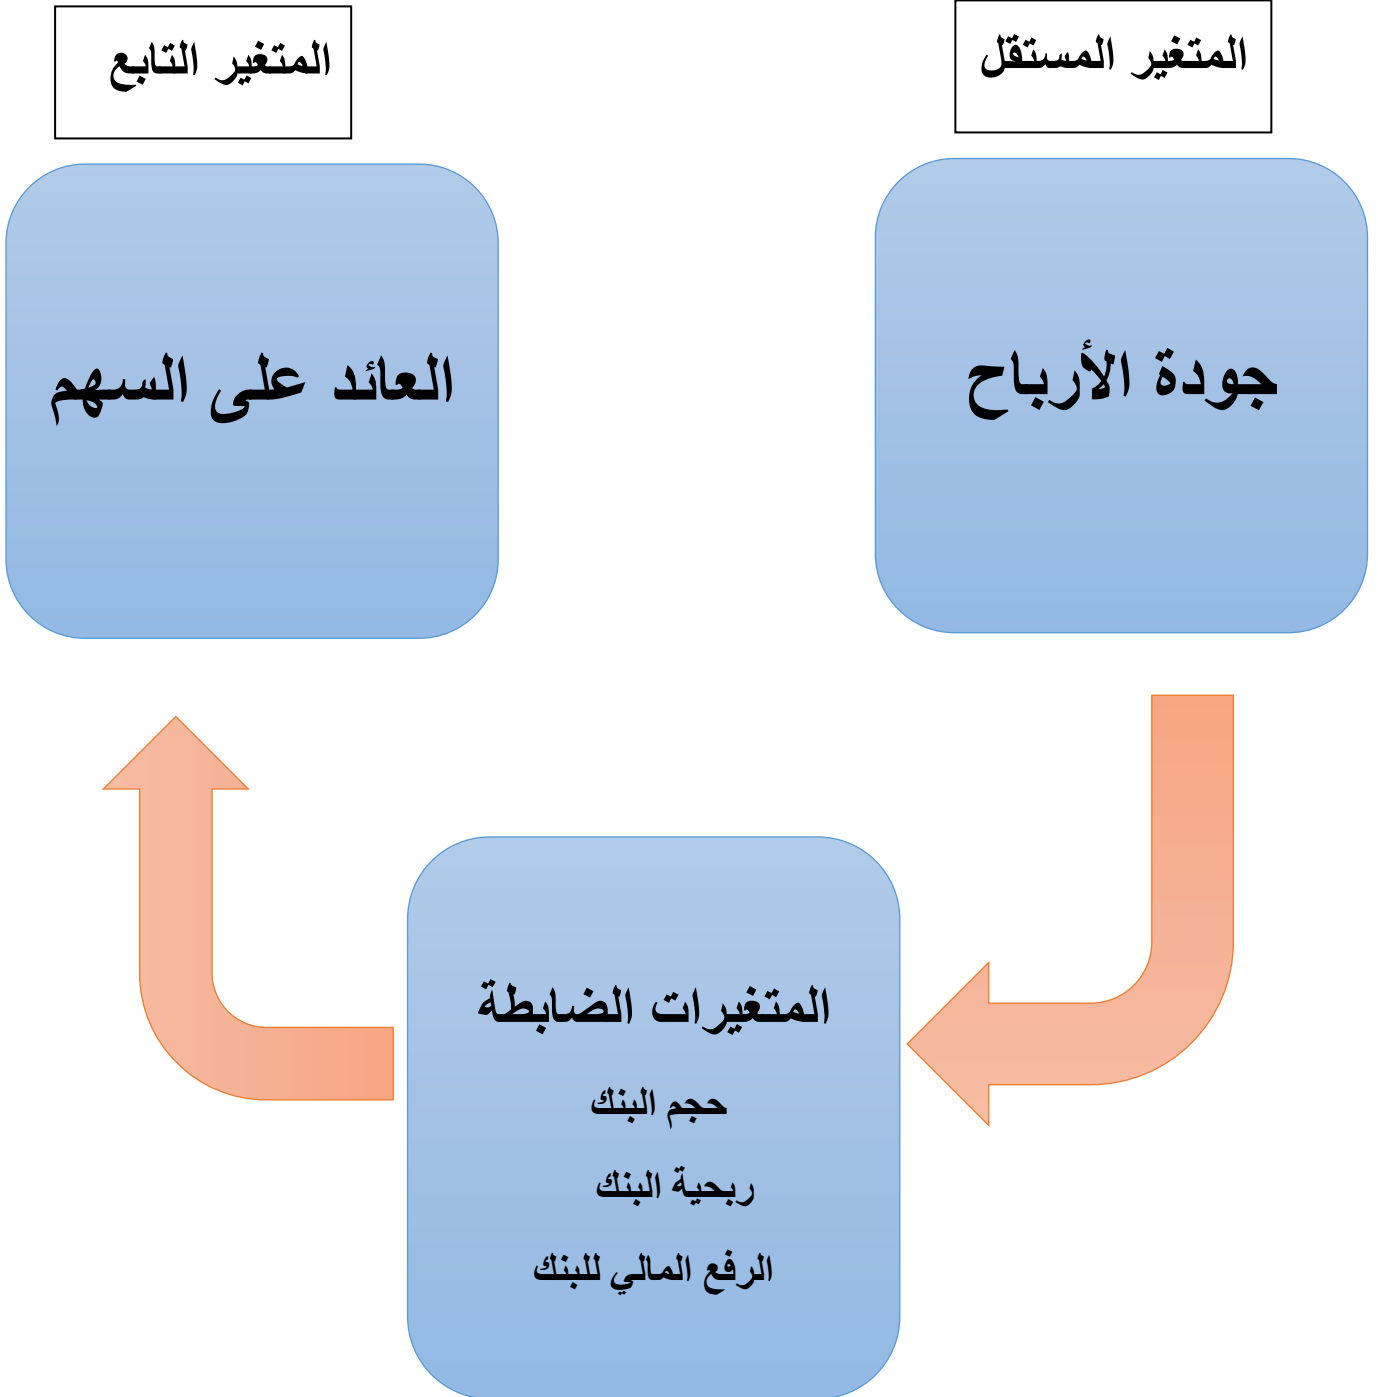 المتغير المستقل
المتغير التابع
جودة الأرباح
العائد على السهم
المتغيرات الضابطة
حجم البنك
ربحية البنك
الرفع المالي للبنك